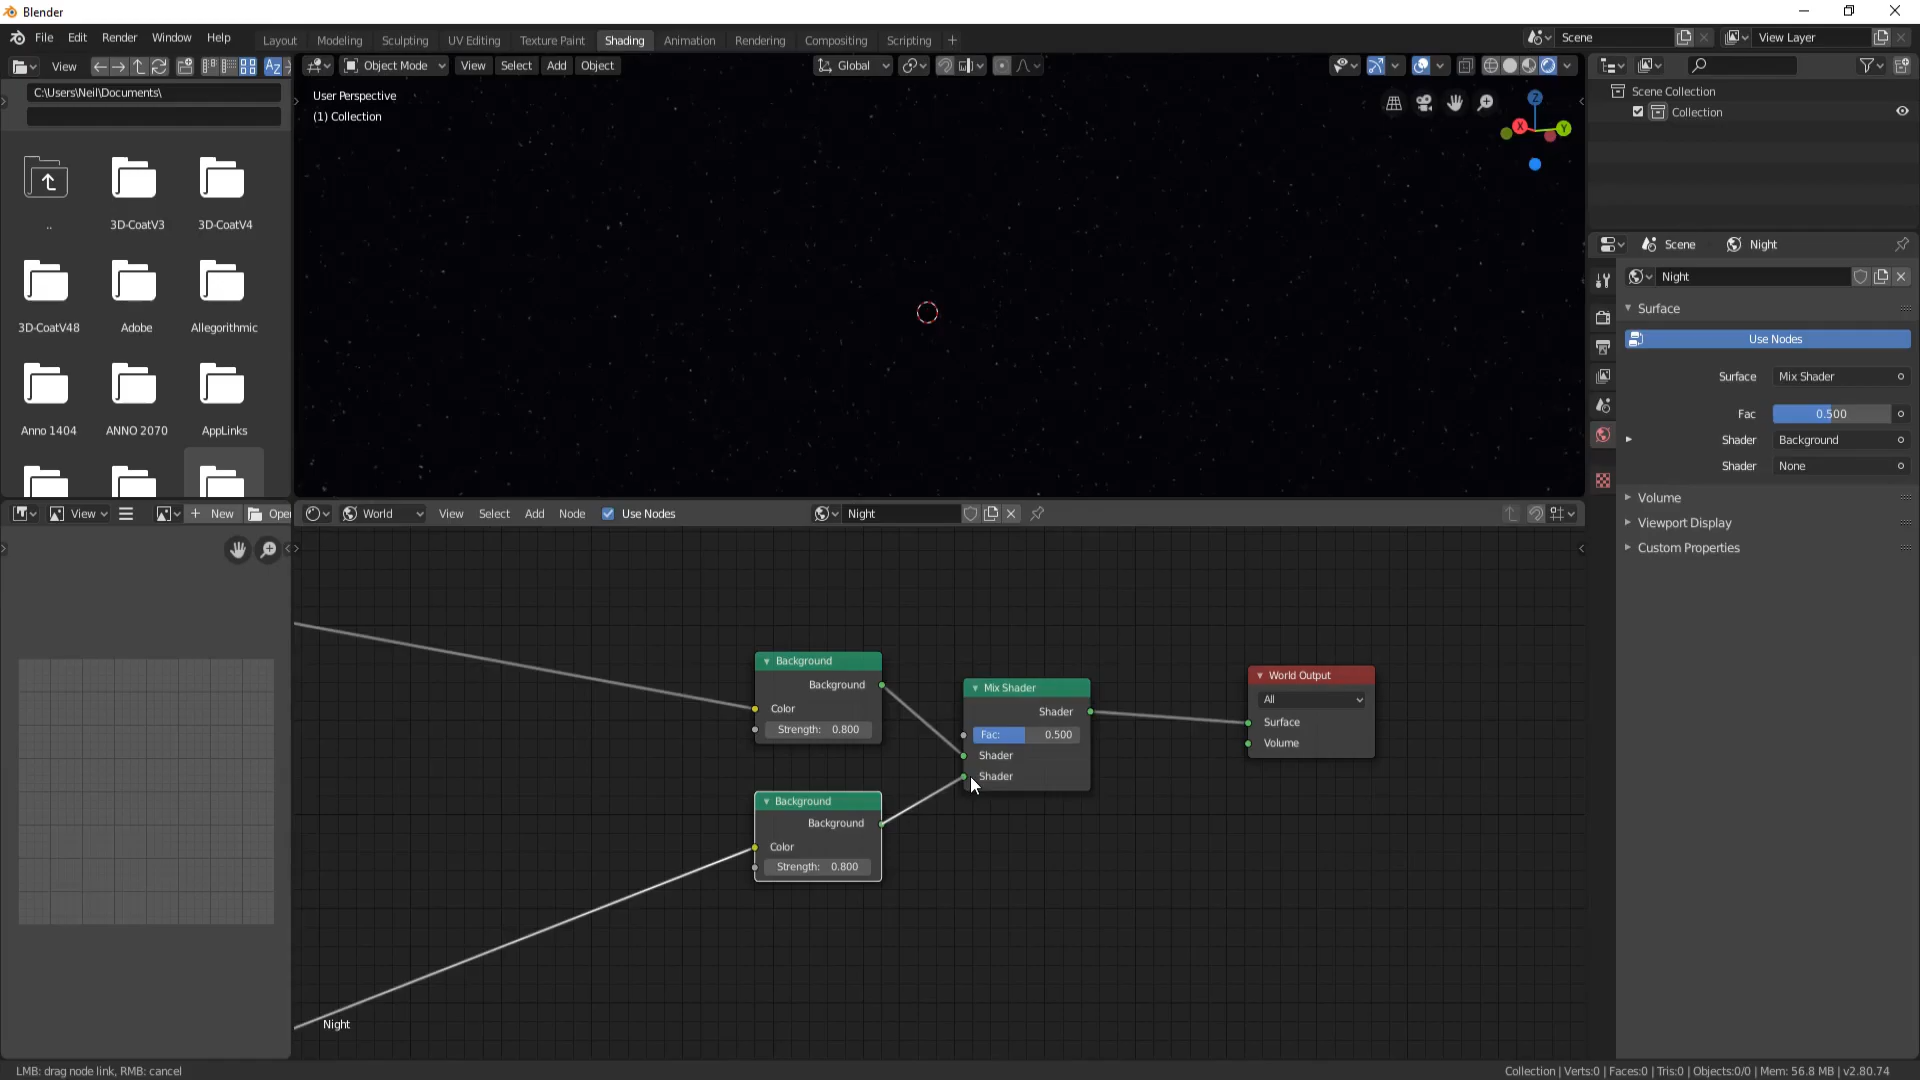 Blender
File Edit Render Window Help
Layout Modeling Sculpting UV Editing Texture Paint Shading Animation Rendering Compositing Scripting +
Scene
View Layer
View
Object Mode View Select Add Object
Global
C:\Users\Neil\Documents\
User Perspective
(1) Collection
Z
X
Y
Scene Collection
Collection
..
3D-CoatV3
3D-CoatV4
3D-CoatV48
Adobe
Allegorithmic
Anno 1404
ANNO 2070
AppLinks
Scene
Night
Night
Surface
Use Nodes
Surface Mix Shader
Fac 0.500
Shader Background
Shader None
Volume
Viewport Display
Custom Properties
View
+ New
Open
World View Select Add Node Use Nodes
Night
Background
Background
Color
Strength: 0.800
Mix Shader
Shader
Fac: 0.500
Shader
Shader
World Output
All
Surface
Volume
Background
Background
Color
Strength: 0.800
Night
LMB: drag node link, RMB: cancel
Collection | Verts:0 | Faces:0 | Tris:0 | Objects:0/0 | Mem: 56.8 MB | v2.80.74